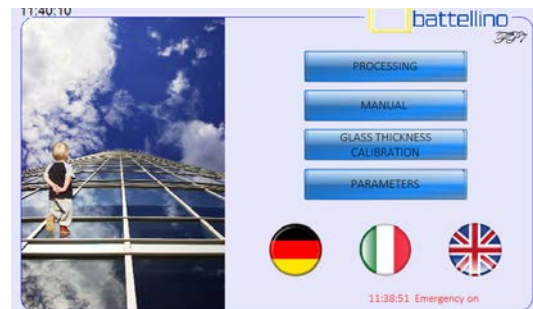 11:40:10
battellino
PROCESSING
MANUAL
GLASS THICKNESS
CALIBRATION
PARAMETERS
11:38:51 Emergency on